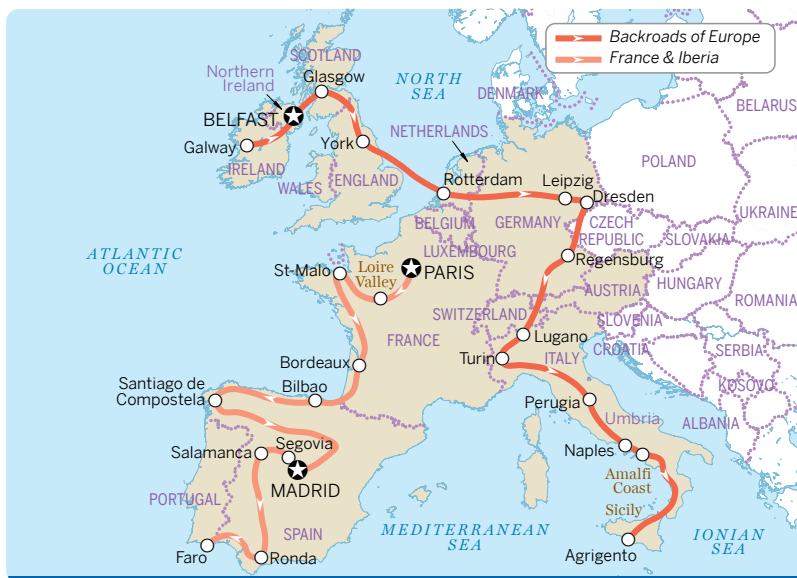 Backroads of Europe
France & Iberia
SCOTLAND
Glasgow
Northern
Ireland
NORTH
SEA
DENMARK
BELARUS
BELFAST
Galway
York
NETHERLANDS
IRELAND
WALES
ENGLAND
POLAND
Rotterdam
Leipzig
Dresden
UKRAINE
BELGIUM
GERMANY
CZECH
REPUBLIC
SLOVAKIA
ATLANTIC
OCEAN
LUXEMBOURG
Regensburg
St-Malo
Loire
Valley
PARIS
AUSTRIA
HUNGARY
ROMANIA
SWITZERLAND
SLOVENIA
FRANCE
Lugano
CROATIA
SERBIA
Turin
ITALY
Bordeaux
Bilbao
Santiago de
Compostela
KOSOVO
Perugia
Umbria
ALBANIA
Segovia
Salamanca
Naples
MADRID
Amalfi
Coast
PORTUGAL
Sicily
SPAIN
MEDITERRANEAN
SEA
IONIAN
SEA
Faro
Ronda
Agrigento